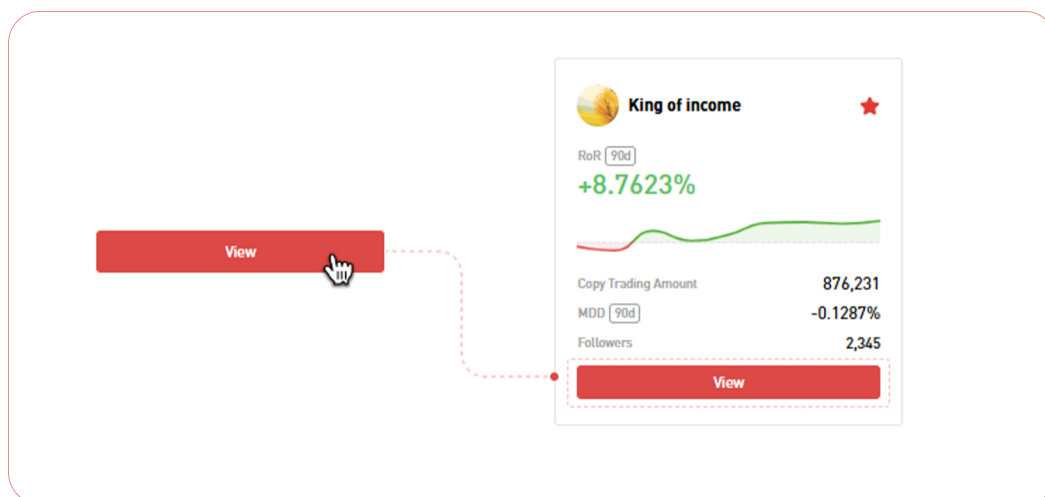 View
King of income
RoR 90d
+8.7623%
Copy Trading Amount 876,231
MDD 90d -0.1287%
Followers 2,345
View